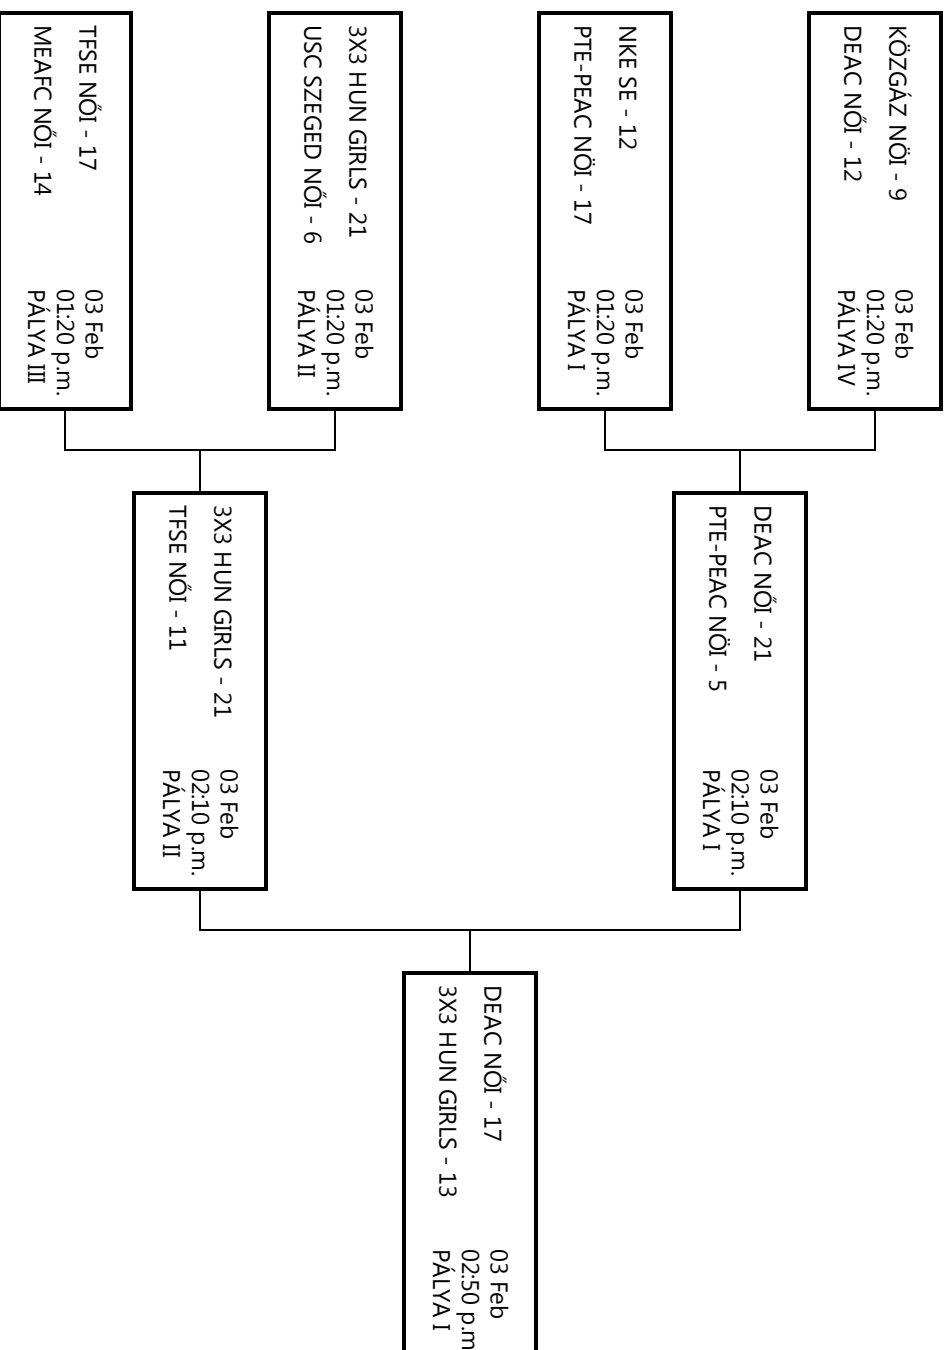 KÖZGÁZ NÖI - 9
DEAC NŐI - 12
03 Feb
01:20 p.m.
PÁLYA IV
NKE SE - 12
PTE-PEAC NÖI - 17
03 Feb
01:20 p.m.
PÁLYA I
3X3 HUN GIRLS - 21
USC SZEGED NŐI - 6
03 Feb
01:20 p.m.
PÁLYA II
TFSE NŐI - 17
MEAFC NŐI - 14
03 Feb
01:20 p.m.
PÁLYA III
DEAC NŐI - 21
PTE-PEAC NÖI - 5
03 Feb
02:10 p.m.
PÁLYA I
3X3 HUN GIRLS - 21
TFSE NŐI - 11
03 Feb
02:10 p.m.
PÁLYA II
DEAC NŐI - 17
3X3 HUN GIRLS - 13
03 Feb
02:50 p.m
PÁLYA I